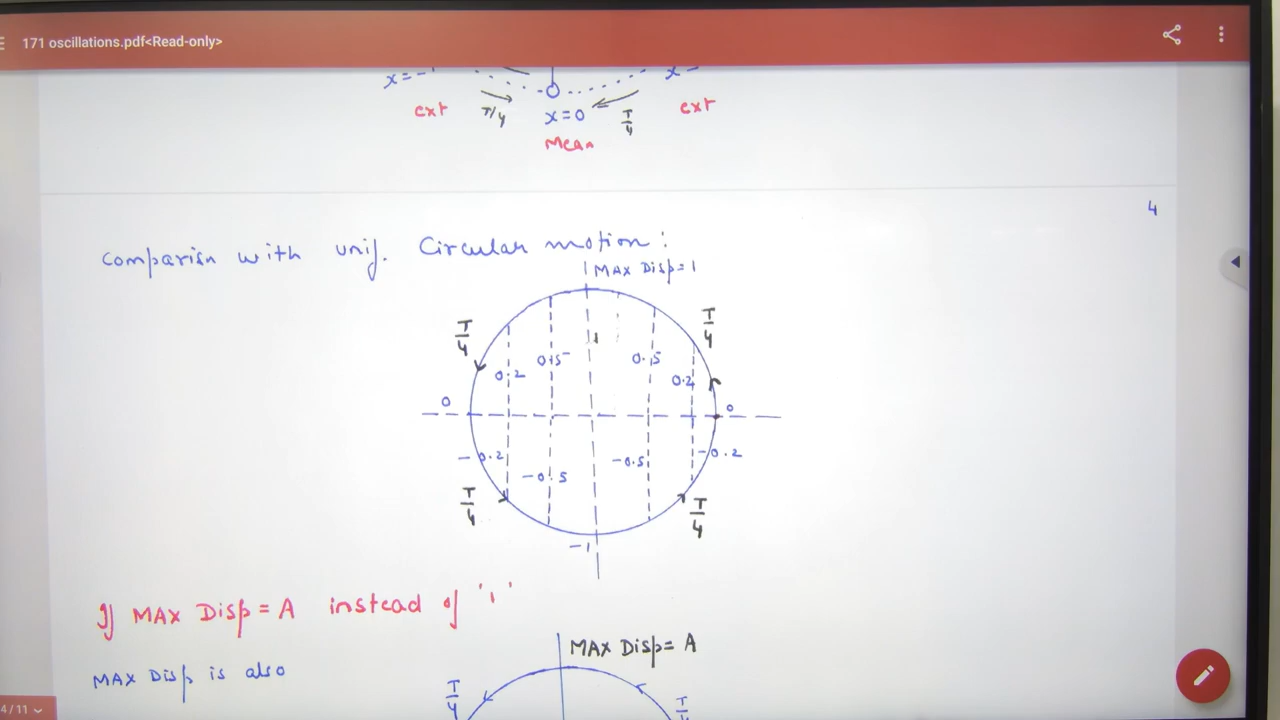 171 oscillations.pdf<Read-only>
x=-
x=
ext
T/4
x=0
T/4
ext
Mean
4
Comparisn with unif. Circular motion:
MAX Disp=1
T/4
T/4
1
0.5
0.5
0.2
0.2
0
0
-0.2
-0.5
-0.5
-0.2
T/4
T/4
-1
If MAX Disp = A instead of '1'
MAX Disp= A
MAX Disp is also
T/4
T/4
4/11